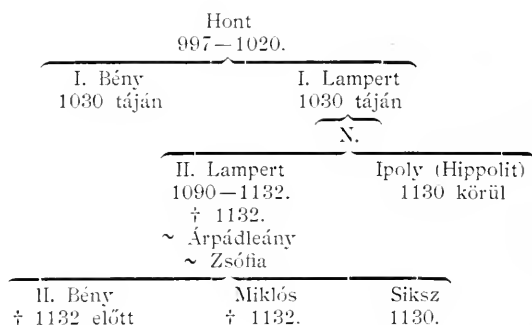 Hont
997—1020.
I. Bény I. Lampert
1030 táján 1030 táján
N.
II. Lampert Ipoly (Hippolit)
1090—1132. 1130 körül
† 1132.
~ Árpádleány
~ Zsófia
II. Bény Miklós Siksz
† 1132 előtt † 1132. 1130.